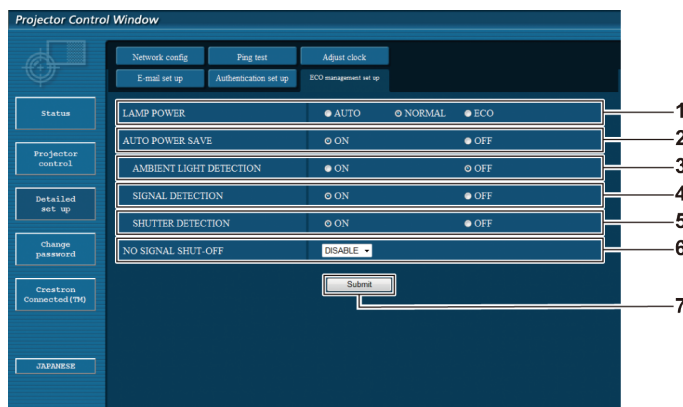 Projector Control Window
Network config Ping test Adjust clock
E-mail set up Authentication set up ECO management set up
Status
Projector control
Detailed set up
Change password
Crestron Connected(TM)
JAPANESE
LAMP POWER AUTO NORMAL ECO 1
AUTO POWER SAVE ON OFF 2
AMBIENT LIGHT DETECTION ON OFF 3
SIGNAL DETECTION ON OFF 4
SHUTTER DETECTION ON OFF 5
NO SIGNAL SHUT-OFF DISABLE 6
Submit 7